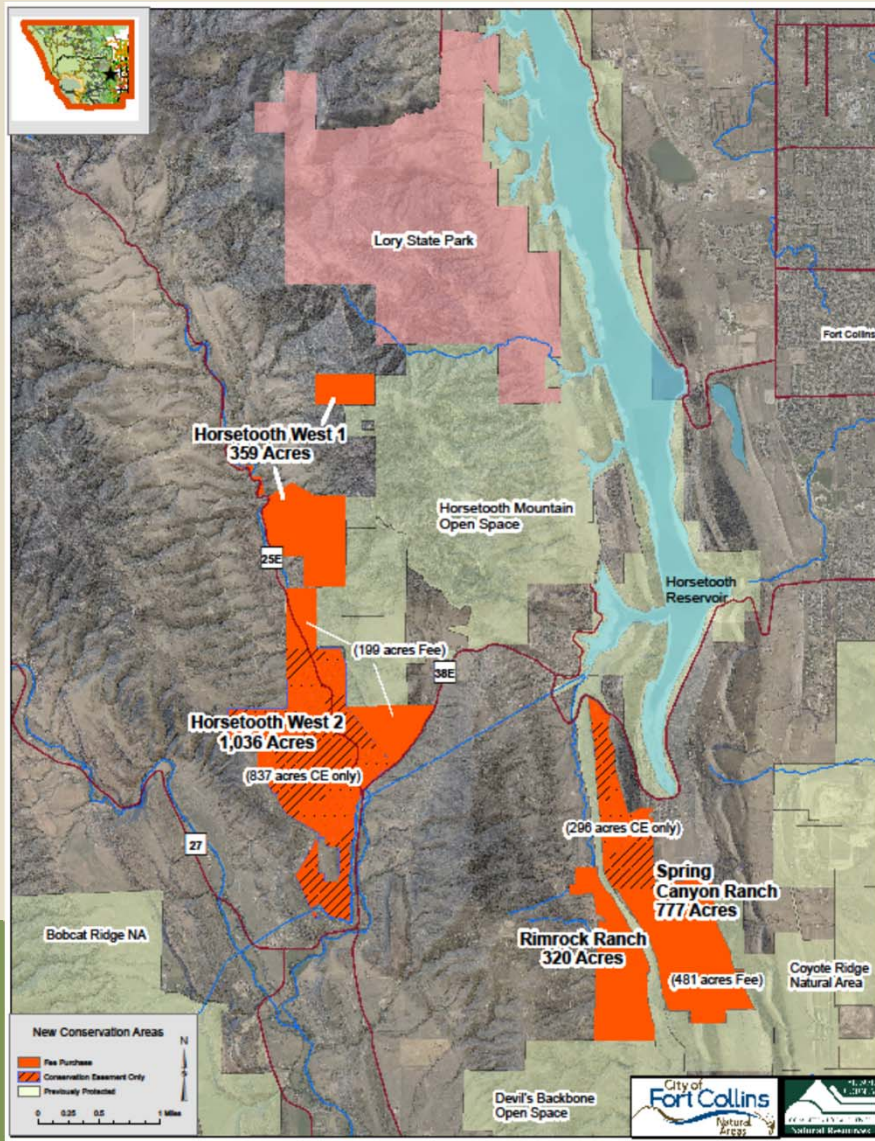 Lory State Park
Fort Collins
Horsetooth West 1
359 Acres
Horsetooth Mountain
Open Space
25E
Horsetooth
Reservoir
(199 acres Fee)
38E
Horsetooth West 2
1,036 Acres
(837 acres CE only)
27
(296 acres CE only)
Spring
Canyon Ranch
777 Acres
Bobcat Ridge NA
Rimrock Ranch
320 Acres
(481 acres Fee)
Coyote Ridge
Natural Area
New Conservation Areas
N
S
Fee Purchase
Conservation Easement Only
Previously Protected
0 0.25 0.5 1 Miles
Devil's Backbone
Open Space
City of
Fort Collins
Natural
Areas
Natural Resources